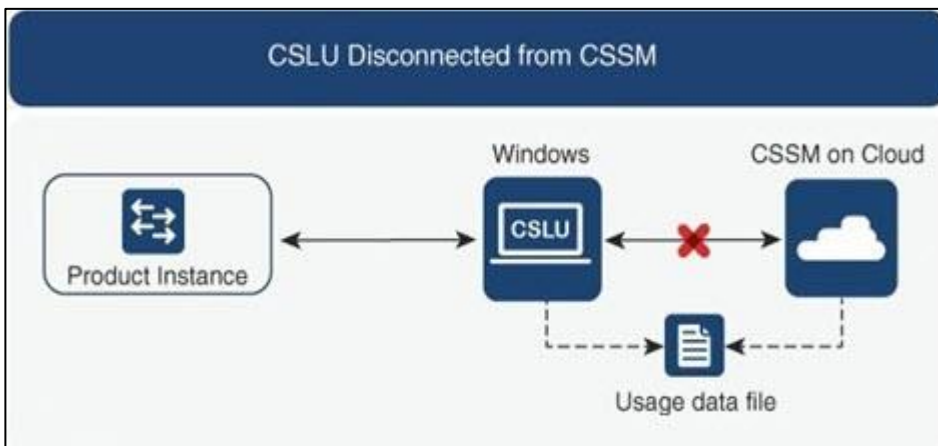 CSLU Disconnected from CSSM
Windows
CSSM on Cloud
CSLU
Product Instance
Usage data file